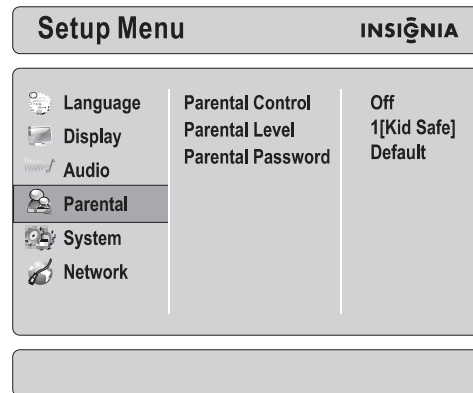 Setup Menu
INSIGNIA
Language
Display
Audio
Parental
System
Network
Parental Control
Parental Level
Parental Password
Off
1[Kid Safe]
Default